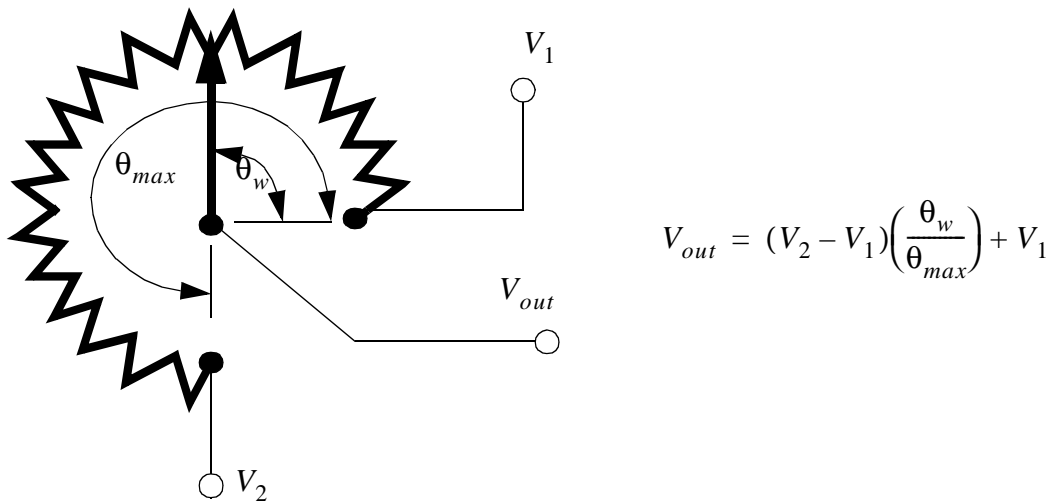 V1
θmax
θw
Vout = (V2 – V1)(θw/θmax) + V1
Vout
V2